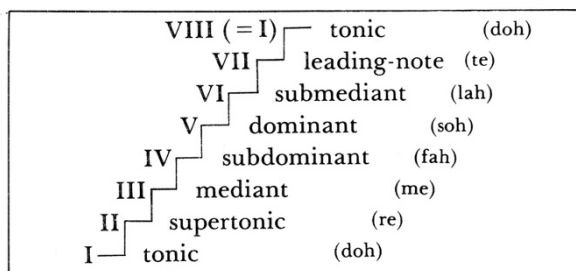 VIII (= I) tonic (doh)
VII leading-note (te)
VI submediant (lah)
V dominant (soh)
IV subdominant (fah)
III mediant (me)
II supertonic (re)
I tonic (doh)